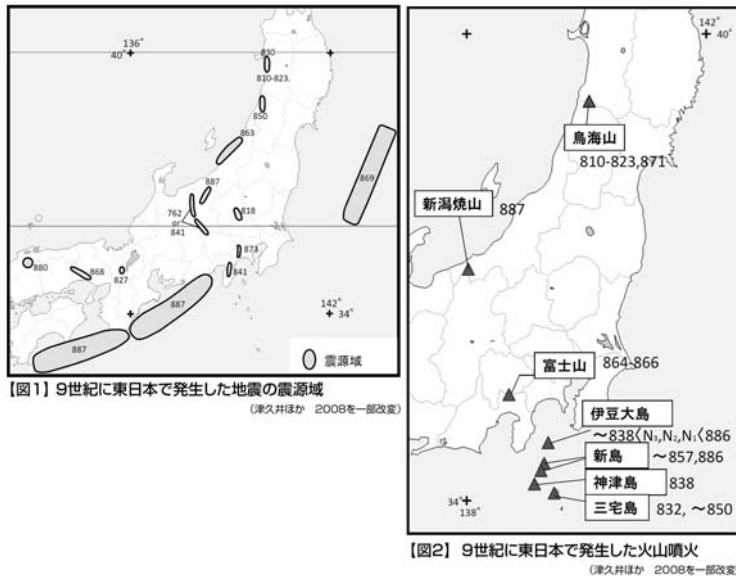 136°
40°
830
810-823.
850
863
869
887
762
or
841
818
873
841
880
868
827
887
887
142°
34°
震源域
【図1】 9世紀に東日本で発生した地震の震源域
(津久井ほか 2008を一部改変)
142°
40°
鳥海山
810-823,871
新潟焼山 887
富士山 864-866
伊豆大島
～838〈N₃,N₂,N₁〈886
新島 ～857,886
神津島 838
三宅島 832, ～850
34°
138°
【図2】 9世紀に東日本で発生した火山噴火
(津久井ほか 2008を一部改変)